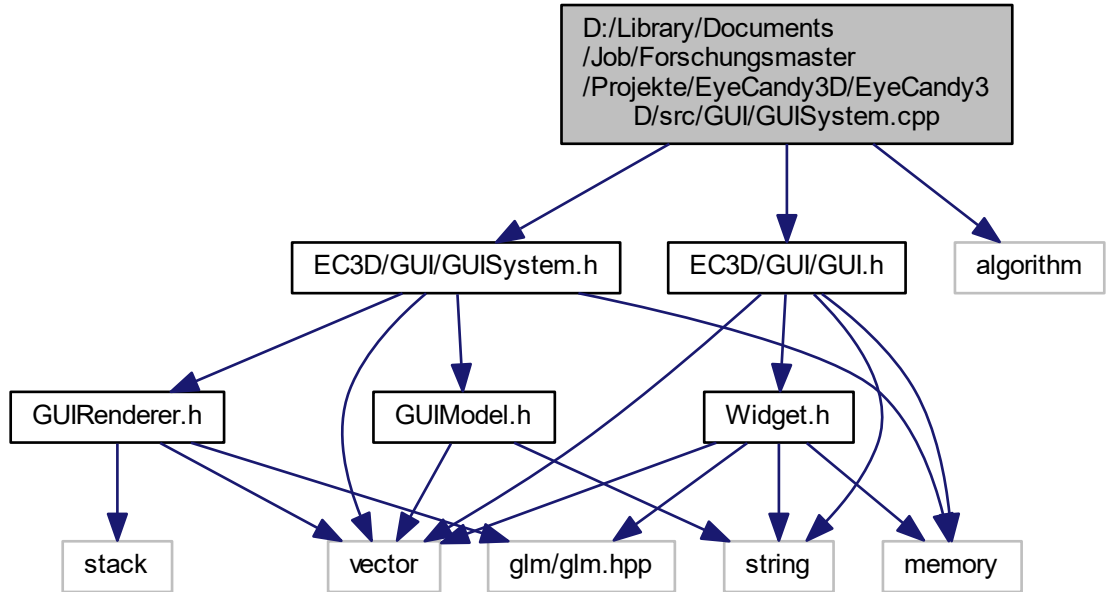 D:/Library/Documents
/Job/Forschungsmaster
/Projekte/EyeCandy3D/EyeCandy3
D/src/GUI/GUISystem.cpp
EC3D/GUI/GUISystem.h
EC3D/GUI/GUI.h
algorithm
GUIRenderer.h
GUIModel.h
Widget.h
stack
vector
glm/glm.hpp
string
memory